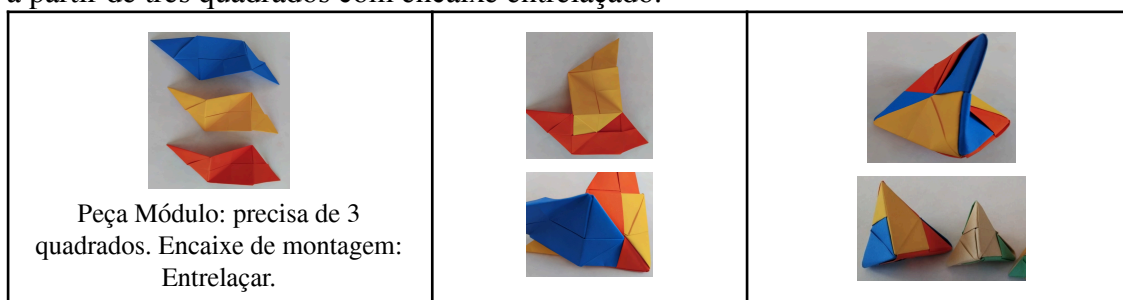 a partir de três quadrados com encaixe entrelaçado.
Peça Módulo: precisa de 3
quadrados. Encaixe de montagem:
Entrelaçar.